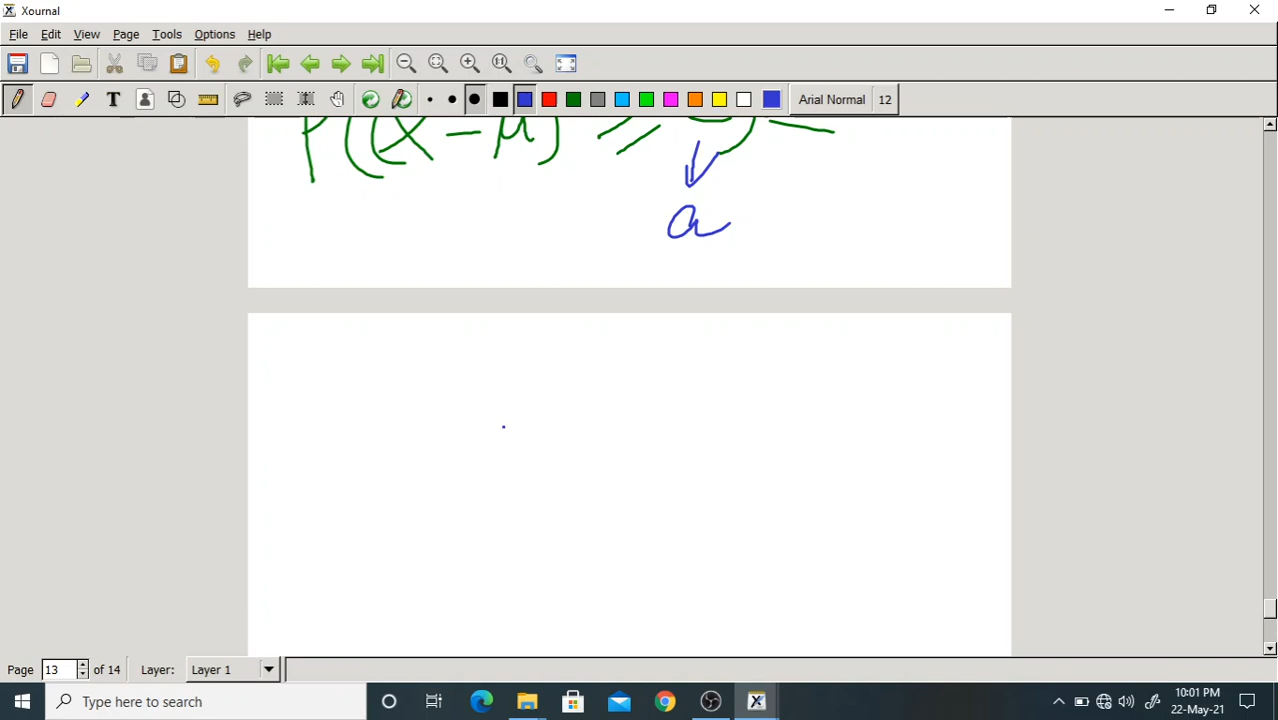 Xournal
File Edit View Page Tools Options Help
Arial Normal 12
P((X - μ) ≥
a
Page 13 of 14 Layer: Layer 1
Type here to search
10:01 PM
22-May-21